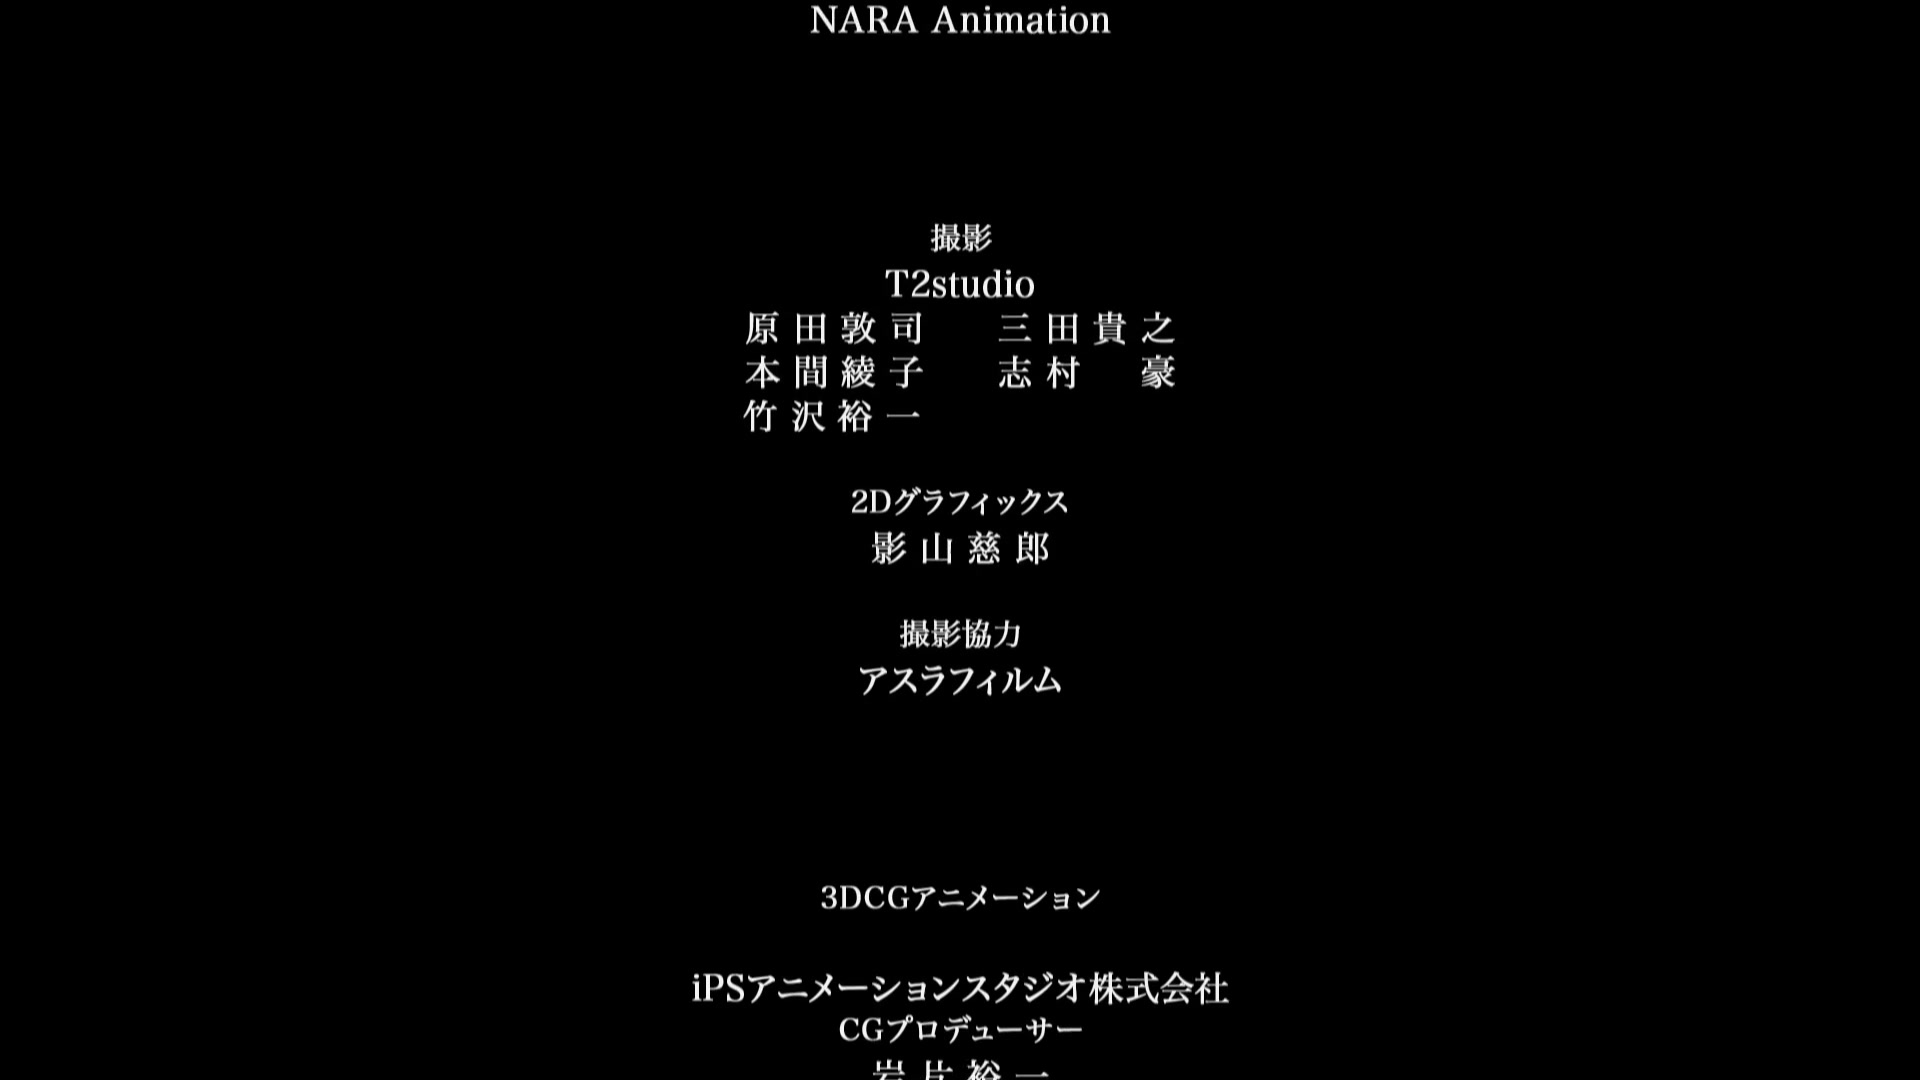 NARA Animation
撮影
T2studio
原田敦司　三田貴之
本間綾子　志村　豪
竹沢裕一
2Dグラフィックス
影山慈郎
撮影協力
アスラフィルム
3DCGアニメーション
iPSアニメーションスタジオ株式会社
CGプロデューサー
岩片裕一